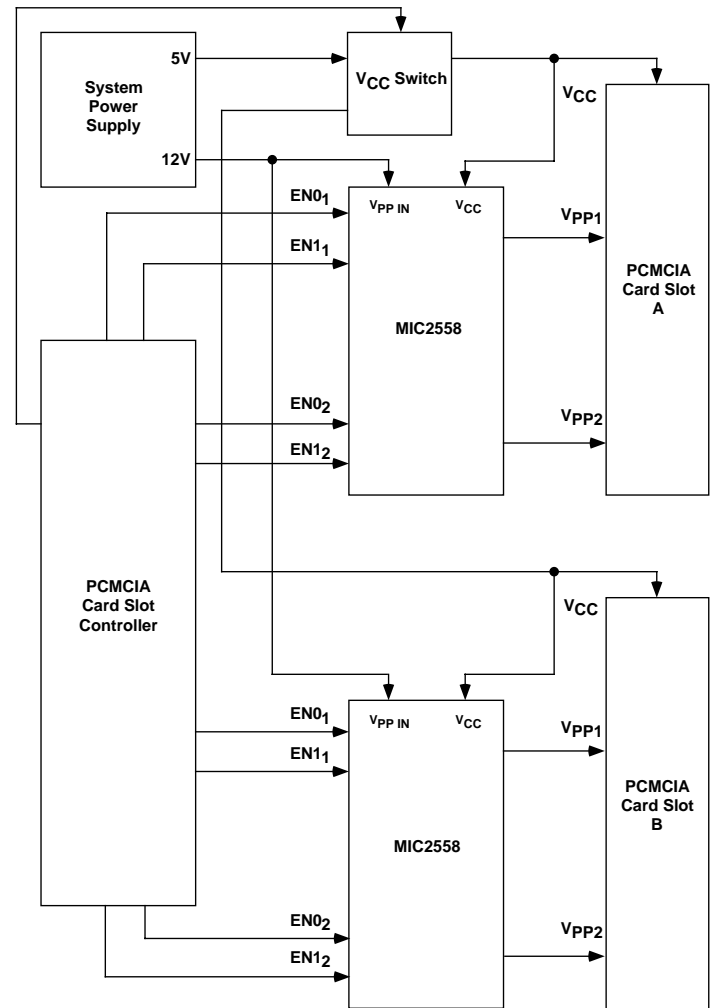 5V
System
Power
Supply
12V
VCC Switch
VCC
EN01
EN11
VPP IN
VCC
VPP1
PCMCIA
Card Slot
A
MIC2558
EN02
EN12
VPP2
PCMCIA
Card Slot
Controller
VCC
EN01
EN11
VPP IN
VCC
VPP1
PCMCIA
Card Slot
B
MIC2558
EN02
EN12
VPP2